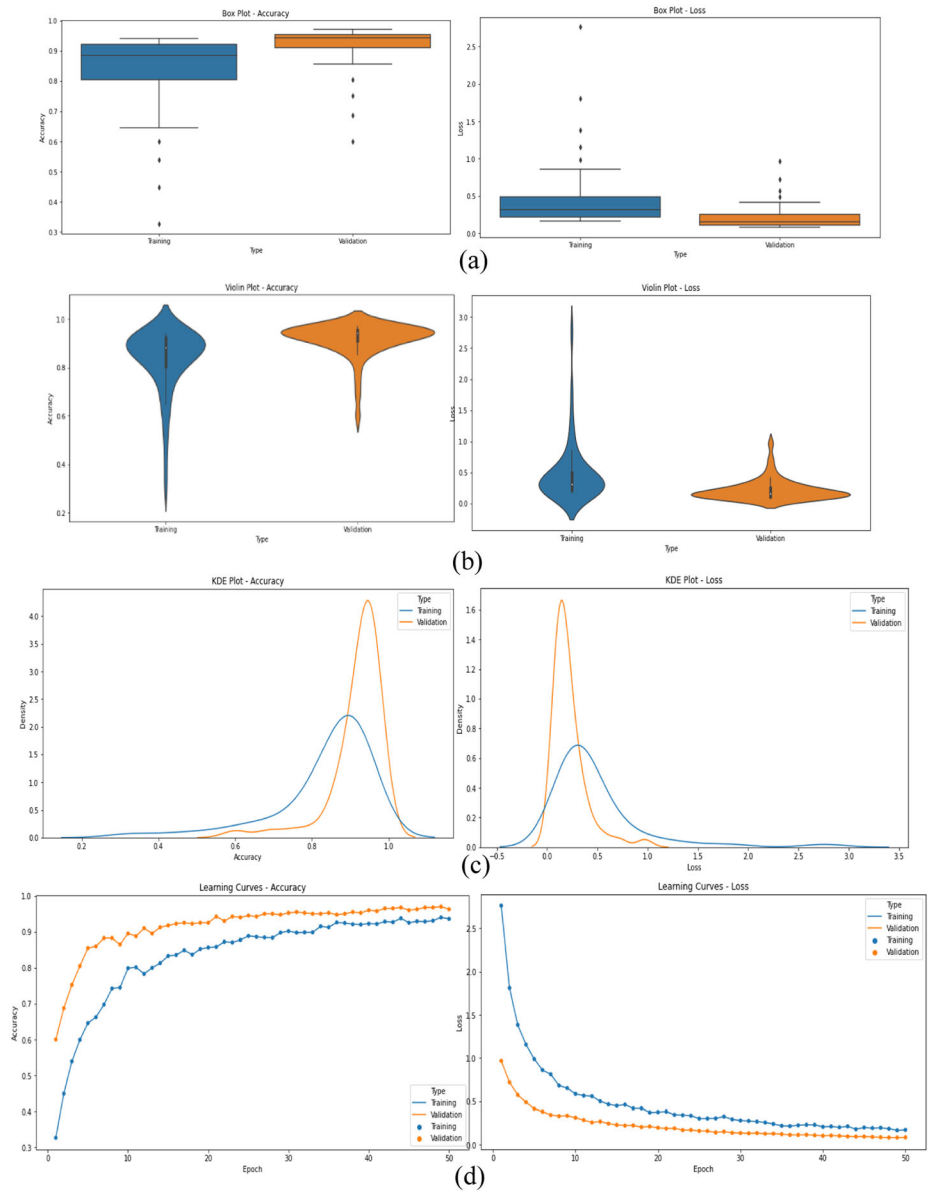 Box Plot - Accuracy
1.0
0.9
0.8
0.7
0.6
0.5
0.4
0.3
Accuracy
Training
Validation
Type
Box Plot - Loss
2.5
2.0
1.5
1.0
0.5
0.0
Loss
Training
Validation
Type
(a)
Violin Plot - Accuracy
1.0
0.8
0.6
0.4
0.2
Accuracy
Training
Validation
Type
Violin Plot - Loss
3.0
2.5
2.0
1.5
1.0
0.5
0.0
Loss
Training
Validation
Type
(b)
KDE Plot - Accuracy
Type
Training
Validation
4.0
3.5
3.0
2.5
2.0
1.5
1.0
0.5
0.0
Density
0.2
0.4
0.6
0.8
1.0
Accuracy
KDE Plot - Loss
Type
Training
Validation
1.6
1.4
1.2
1.0
0.8
0.6
0.4
0.2
0.0
Density
−0.5
0.0
0.5
1.0
1.5
2.0
2.5
3.0
3.5
Loss
(c)
Learning Curves - Accuracy
1.0
0.9
0.8
0.7
0.6
0.5
0.4
0.3
Accuracy
Type
Training
Validation
Training
Validation
0
10
20
30
40
50
Epoch
Learning Curves - Loss
Type
Training
Validation
Training
Validation
2.5
2.0
1.5
1.0
0.5
0.0
Loss
0
10
20
30
40
50
Epoch
(d)